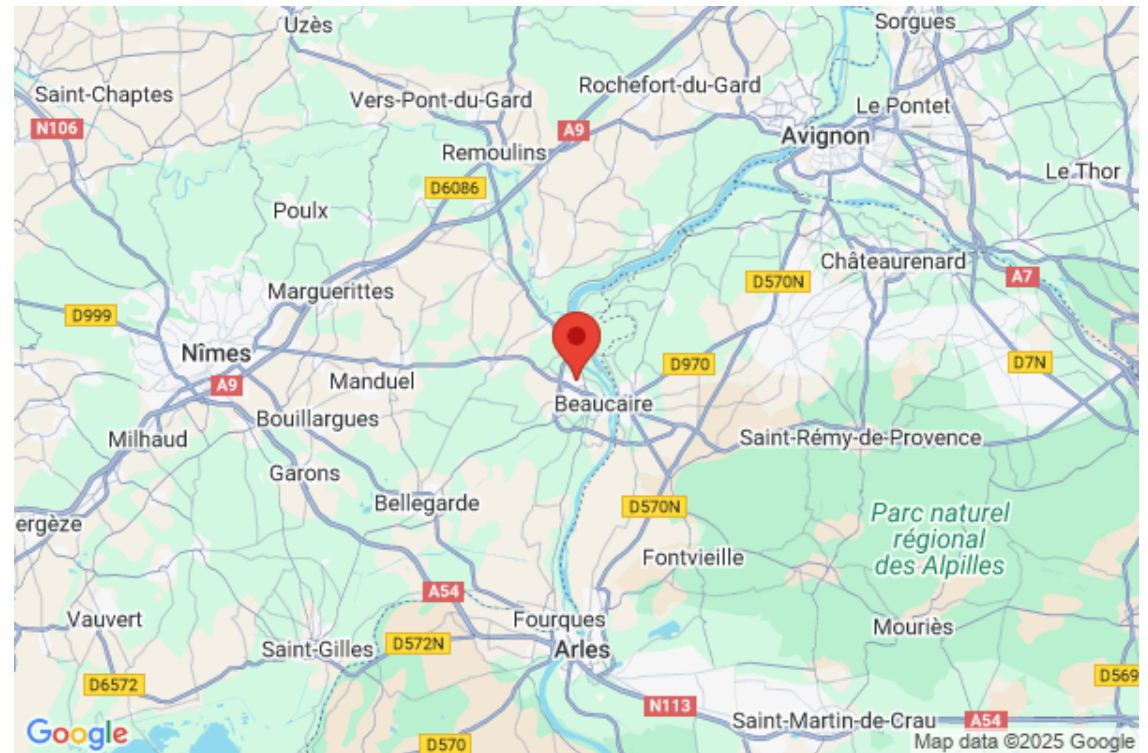 Uzès
Sorgues
Saint-Chaptes
Rochefort-du-Gard
Vers-Pont-du-Gard
Le Pontet
N106
A9
Avignon
Remoulins
Le Thor
D6086
Poulx
Châteaurenard
A7
D570N
Marguerittes
D999
Nîmes
D970
D7N
Manduel
A9
Beaucaire
Bouillargues
Milhaud
Saint-Rémy-de-Provence
Garons
Bellegarde
D570N
Parc naturel
régional
des Alpilles
ergèze
Fontvieille
A54
Vauvert
Fourques
Mouriès
Saint-Gilles
D572N
Arles
D6572
D569
N113
Saint-Martin-de-Crau
A54
Google
D570
Map data ©2025 Google